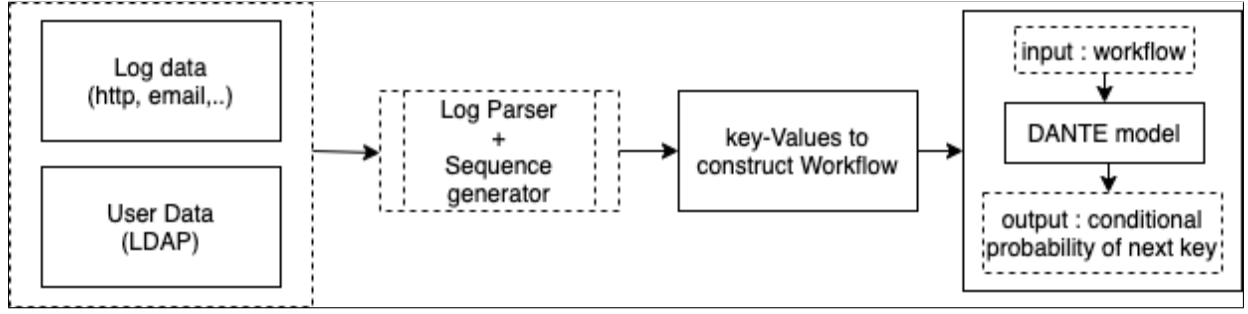 Log data
(http, email,..)
User Data
(LDAP)
Log Parser
+
Sequence
generator
key-Values to
construct Workflow
input : workflow
DANTE model
output : conditional
probability of next key